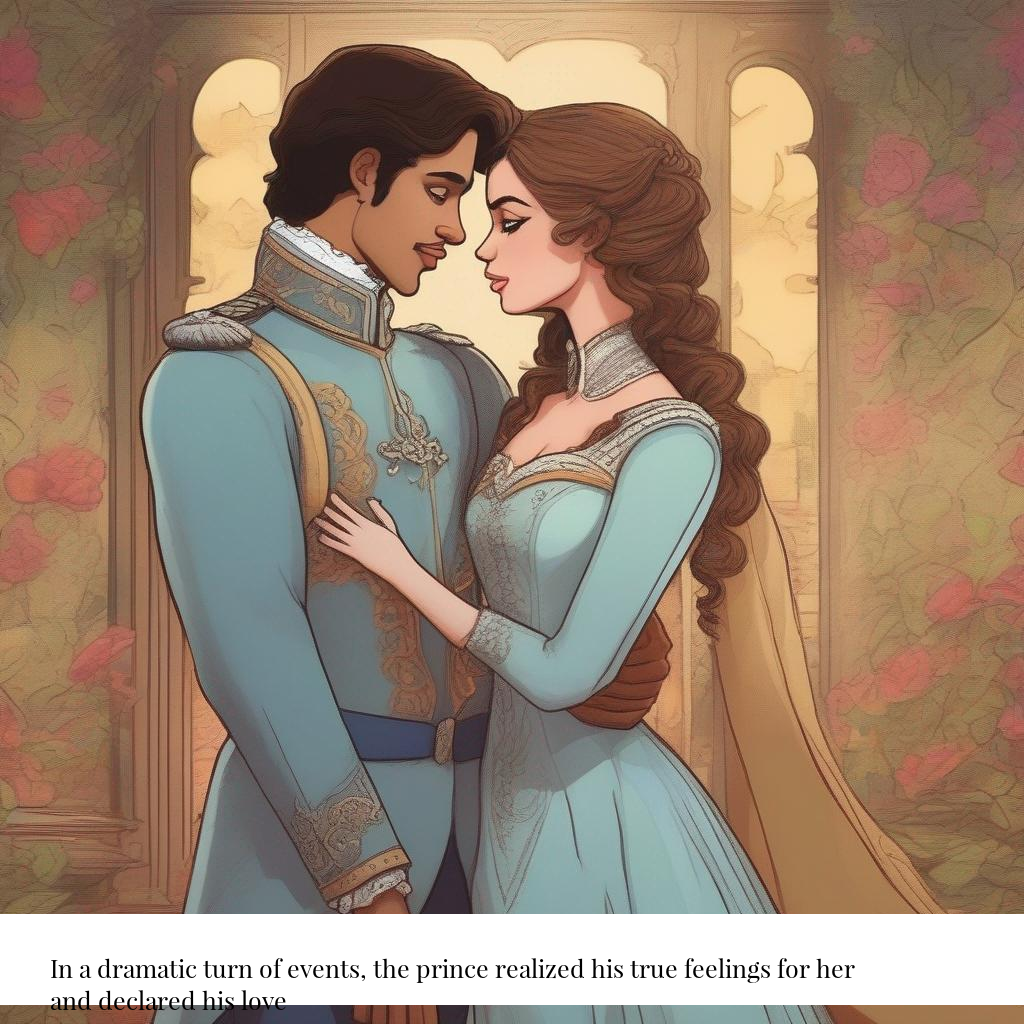 In a dramatic turn of events, the prince realized his true feelings for her
and declared his love